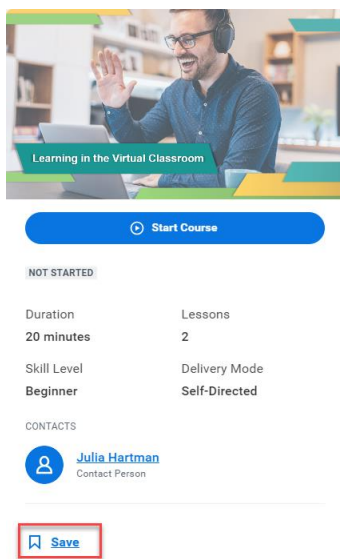 Learning in the Virtual Classroom
Start Course
NOT STARTED
Duration Lessons
20 minutes 2
Skill Level Delivery Mode
Beginner Self-Directed
CONTACTS
Julia Hartman
Contact Person
Save